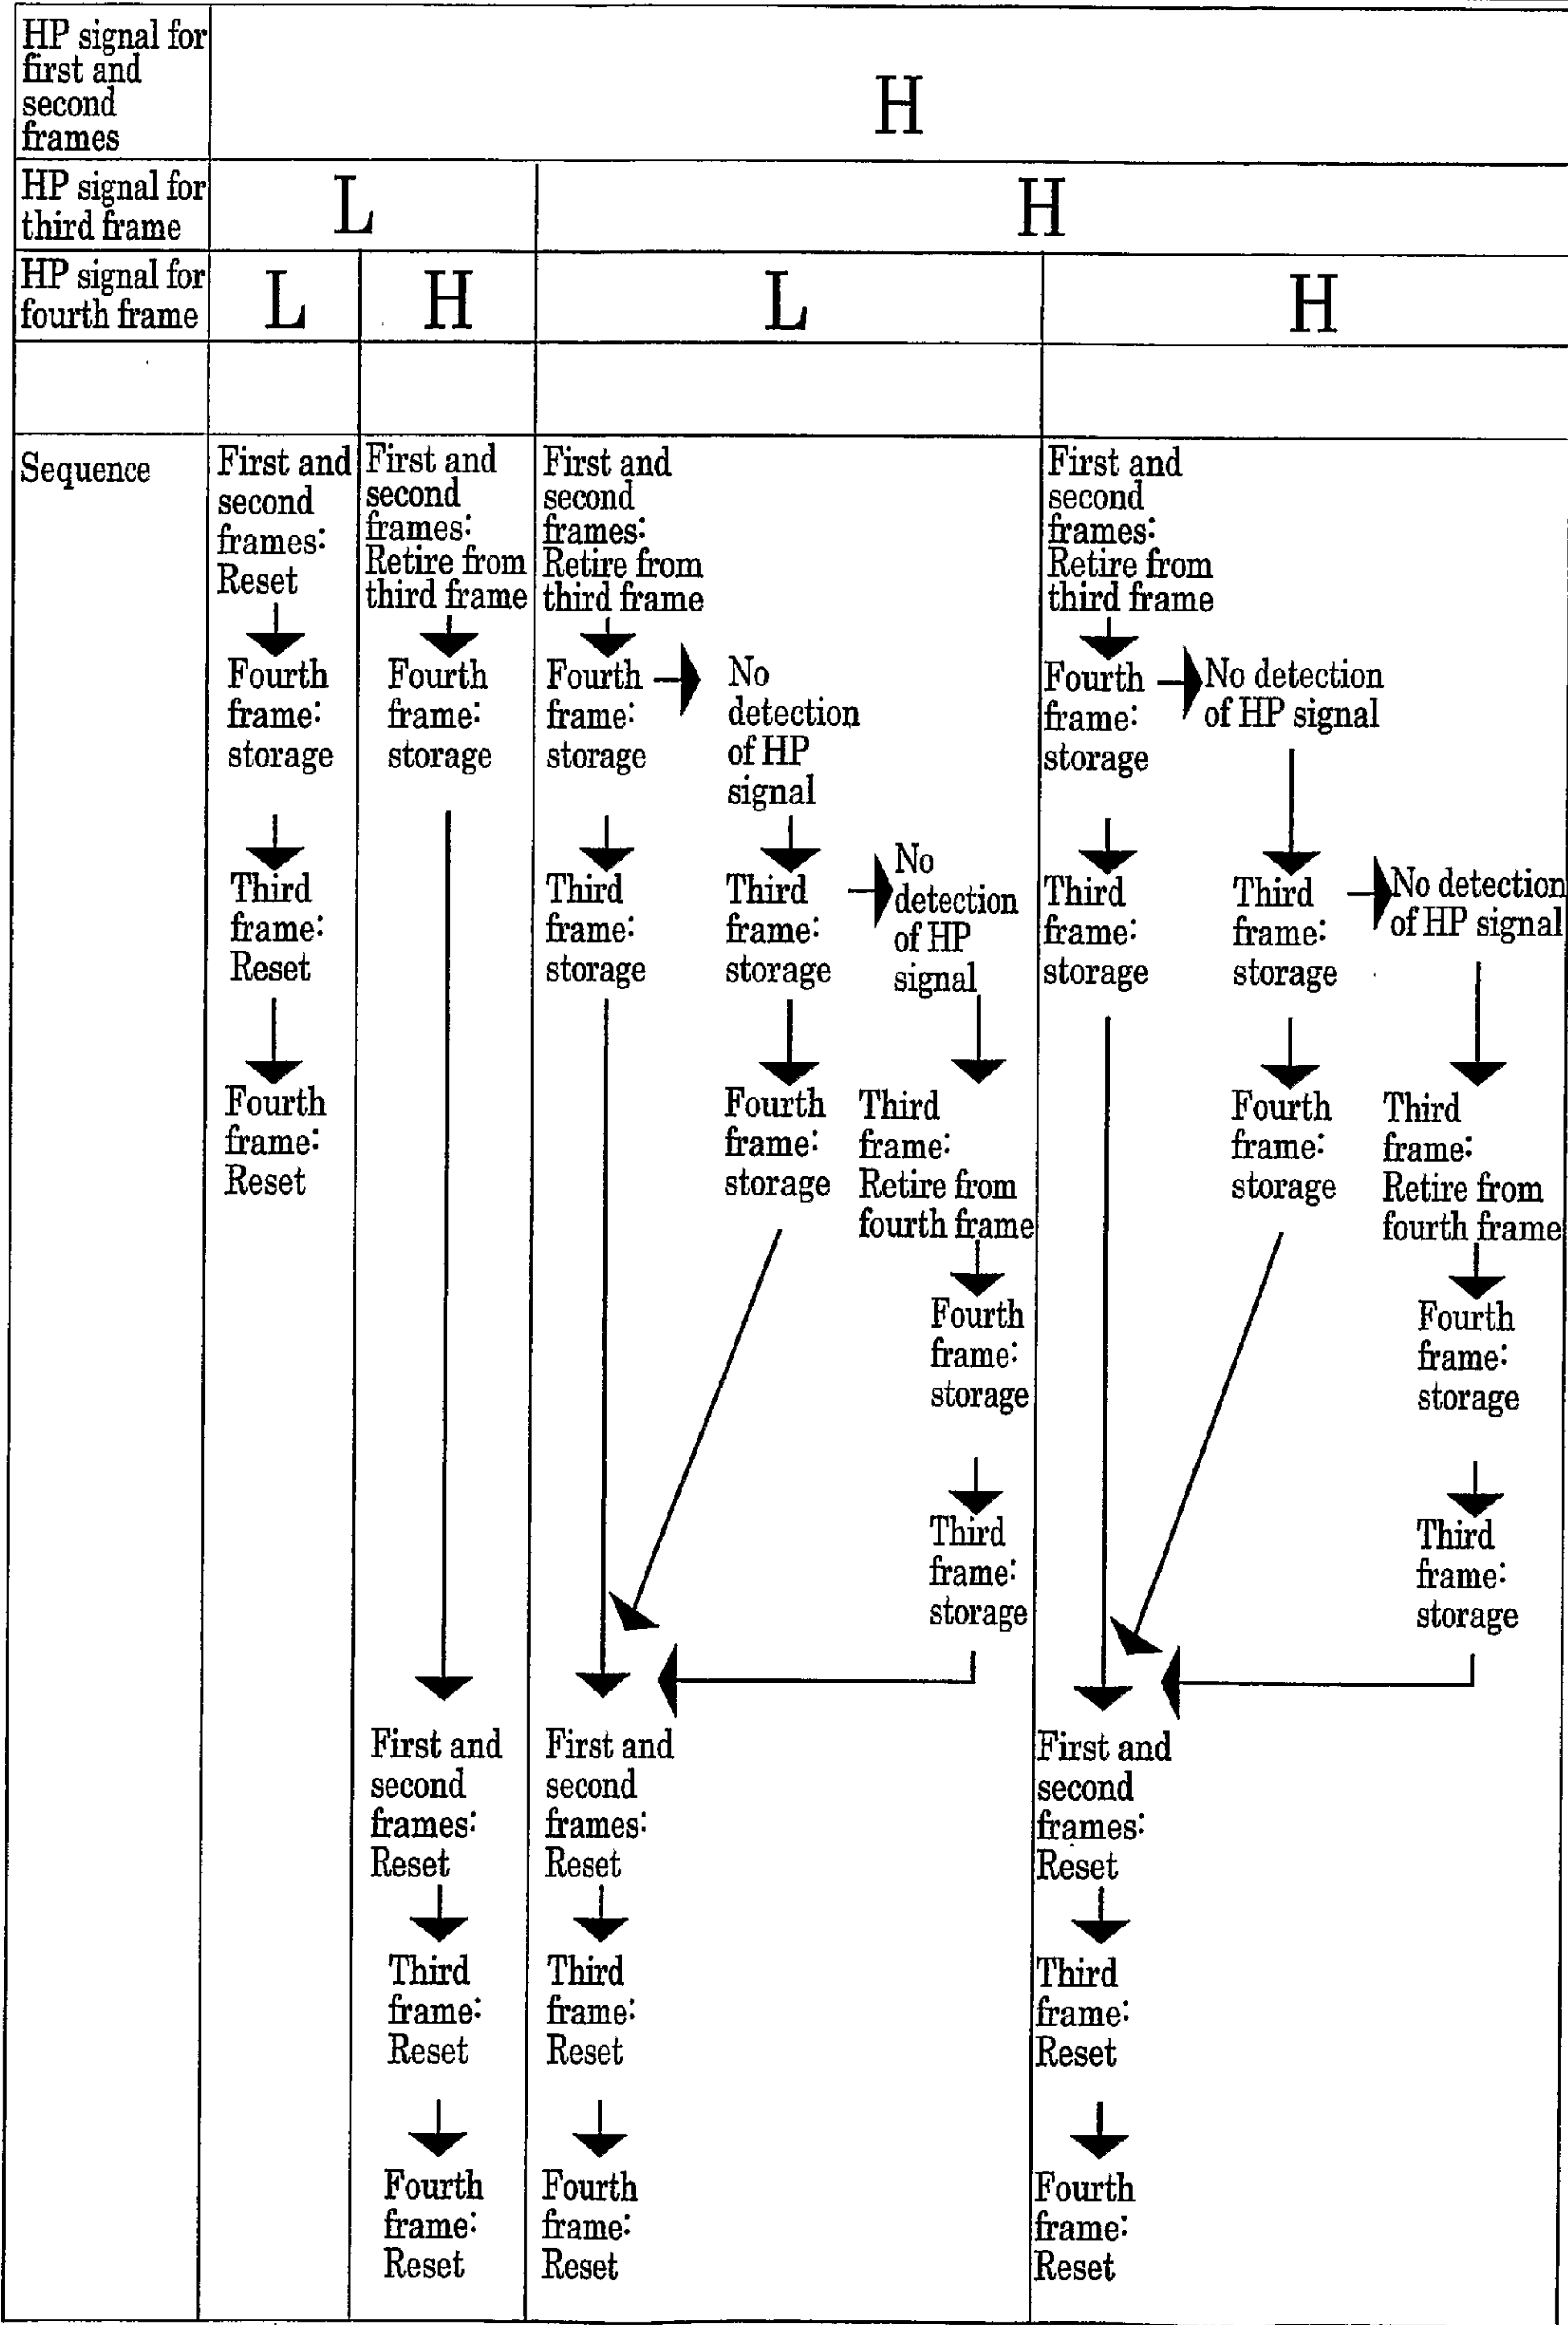 HP signal for
first and
second
frames
H
HP signal for
third frame
L
H
HP signal for
fourth frame
L
H
L
H
Sequence
First and
second
frames:
Reset
Fourth
frame:
storage
Third
frame:
Reset
Fourth
frame:
Reset
First and
second
frames:
Retire from
third frame
Fourth
frame:
storage
First and
second
frames:
Reset
Third
frame:
Reset
Fourth
frame:
Reset
First and
second
frames:
Retire from
third frame
Fourth
frame:
storage
Third
frame:
storage
No
detection
of HP
signal
Third
frame:
storage
Fourth
frame:
storage
No
detection
of HP
signal
Third
frame:
Retire from
fourth frame
Fourth
frame:
storage
Third
frame:
storage
First and
second
frames:
Reset
Third
frame:
Reset
Fourth
frame:
Reset
First and
second
frames:
Retire from
third frame
Fourth
frame:
storage
Third
frame:
storage
No detection
of HP signal
Third
frame:
storage
Fourth
frame:
storage
No detection
of HP signal
Third
frame:
Retire from
fourth frame
Fourth
frame:
storage
Third
frame:
storage
First and
second
frames:
Reset
Third
frame:
Reset
Fourth
frame:
Reset